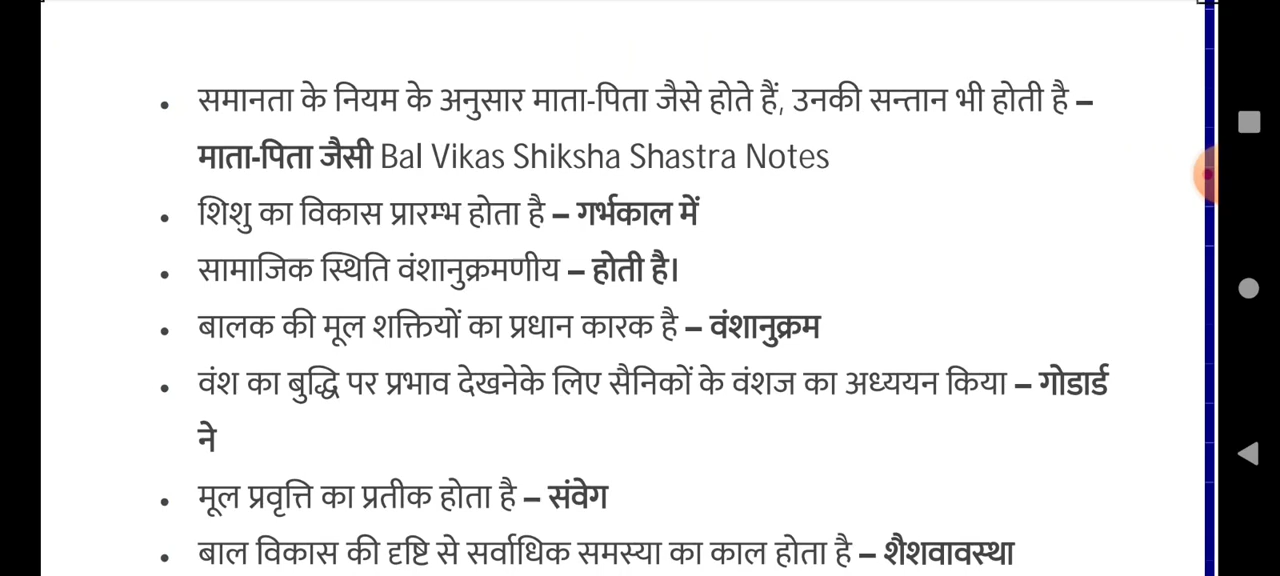 • समानता के नियम के अनुसार माता-पिता जैसे होते हैं, उनकी सन्तान भी होती है –
माता-पिता जैसी Bal Vikas Shiksha Shastra Notes
• शिशु का विकास प्रारम्भ होता है – गर्भकाल में
• सामाजिक स्थिति वंशानुक्रमणीय – होती है।
• बालक की मूल शक्तियों का प्रधान कारक है – वंशानुक्रम
• वंश का बुद्धि पर प्रभाव देखनेके लिए सैनिकों के वंशज का अध्ययन किया – गोडार्ड
ने
• मूल प्रवृत्ति का प्रतीक होता है – संवेग
• बाल विकास की दृष्टि से सर्वाधिक समस्या का काल होता है – शैशवावस्था